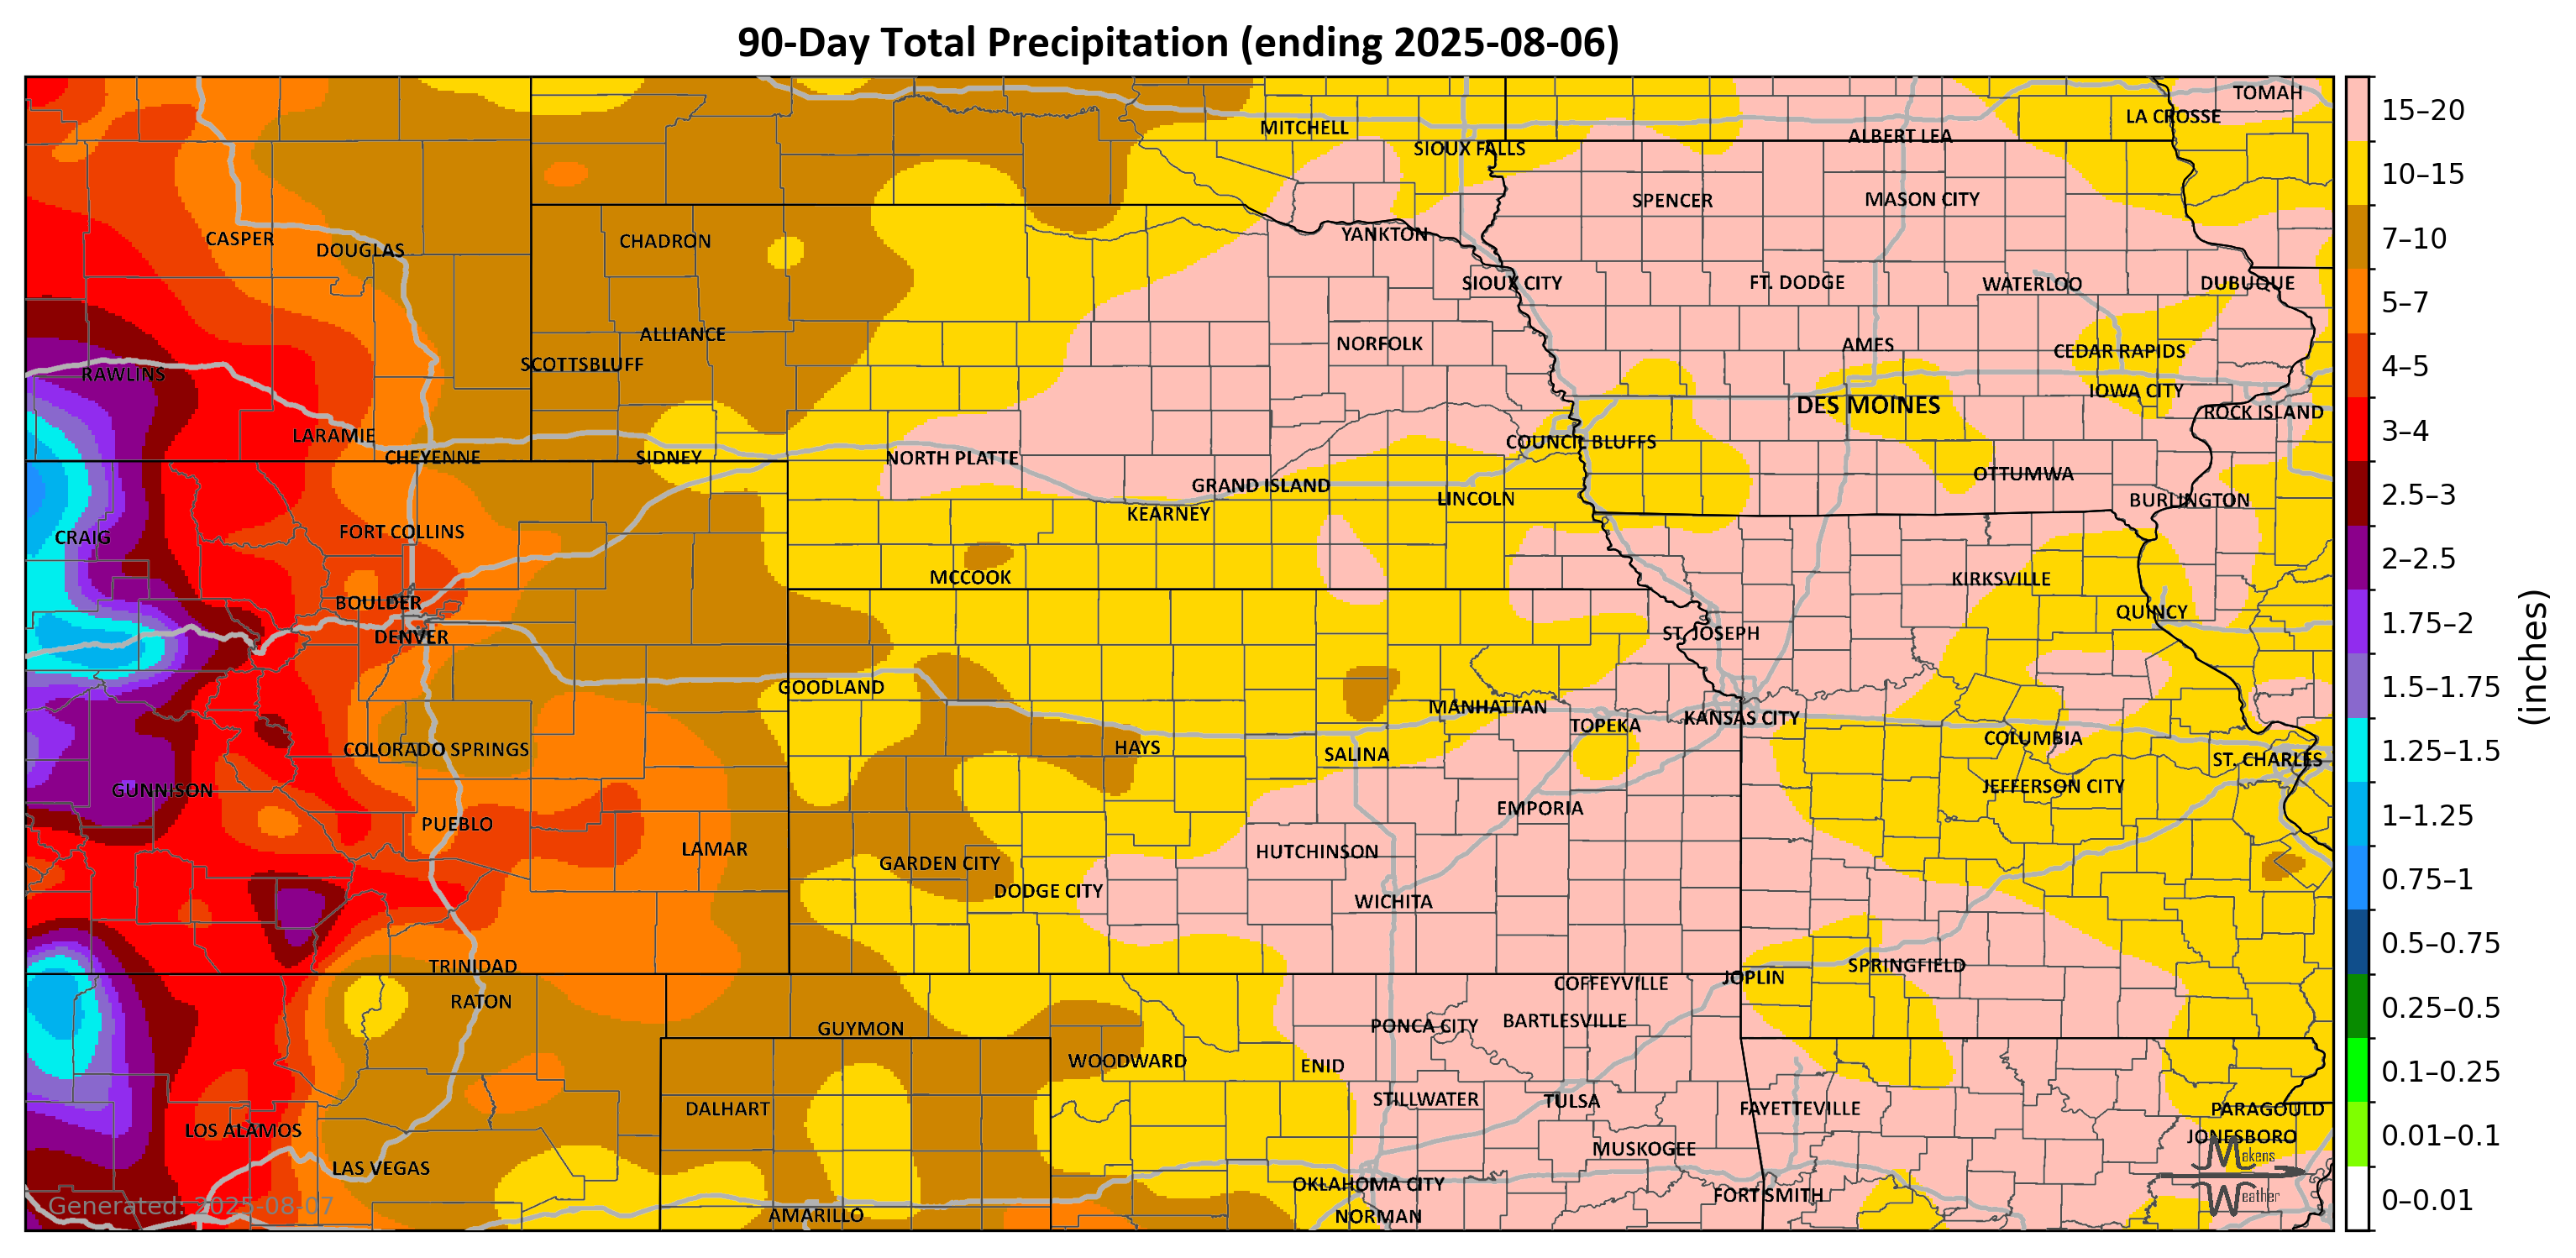 90-Day Total Precipitation (ending 2025-08-06)
TOMAH
LA CROSSE
MITCHELL
ALBERT LEA
SIOUX FALLS
SPENCER
MASON CITY
YANKTON
CASPER
CHADRON
DOUGLAS
SIOUX CITY
FT. DODGE
WATERLOO
DUBUQUE
ALLIANCE
NORFOLK
AMES
CEDAR RAPIDS
SCOTTSBLUFF
RAWLINS
IOWA CITY
DES MOINES
ROCK ISLAND
LARAMIE
COUNCIL BLUFFS
CHEYENNE
SIDNEY
NORTH PLATTE
OTTUMWA
GRAND ISLAND
LINCOLN
BURLINGTON
KEARNEY
FORT COLLINS
CRAIG
MCCOOK
KIRKSVILLE
BOULDER
QUINCY
DENVER
ST. JOSEPH
GOODLAND
MANHATTAN
KANSAS CITY
TOPEKA
COLUMBIA
COLORADO SPRINGS
HAYS
SALINA
ST. CHARLES
GUNNISON
JEFFERSON CITY
EMPORIA
PUEBLO
LAMAR
HUTCHINSON
GARDEN CITY
DODGE CITY
WICHITA
TRINIDAD
SPRINGFIELD
JOPLIN
COFFEYVILLE
RATON
GUYMON
PONCA CITY
BARTLESVILLE
WOODWARD
ENID
STILLWATER
TULSA
DALHART
FAYETTEVILLE
PARAGOULD
LOS ALAMOS
JONESBORO
MUSKOGEE
LAS VEGAS
OKLAHOMA CITY
FORT SMITH
AMARILLO
NORMAN
Generated: 2025-08-07
Makens
Weather
15–20
10–15
7–10
5–7
4–5
3–4
2.5–3
2–2.5
1.75–2
1.5–1.75
1.25–1.5
1–1.25
0.75–1
0.5–0.75
0.25–0.5
0.1–0.25
0.01–0.1
0–0.01
(inches)